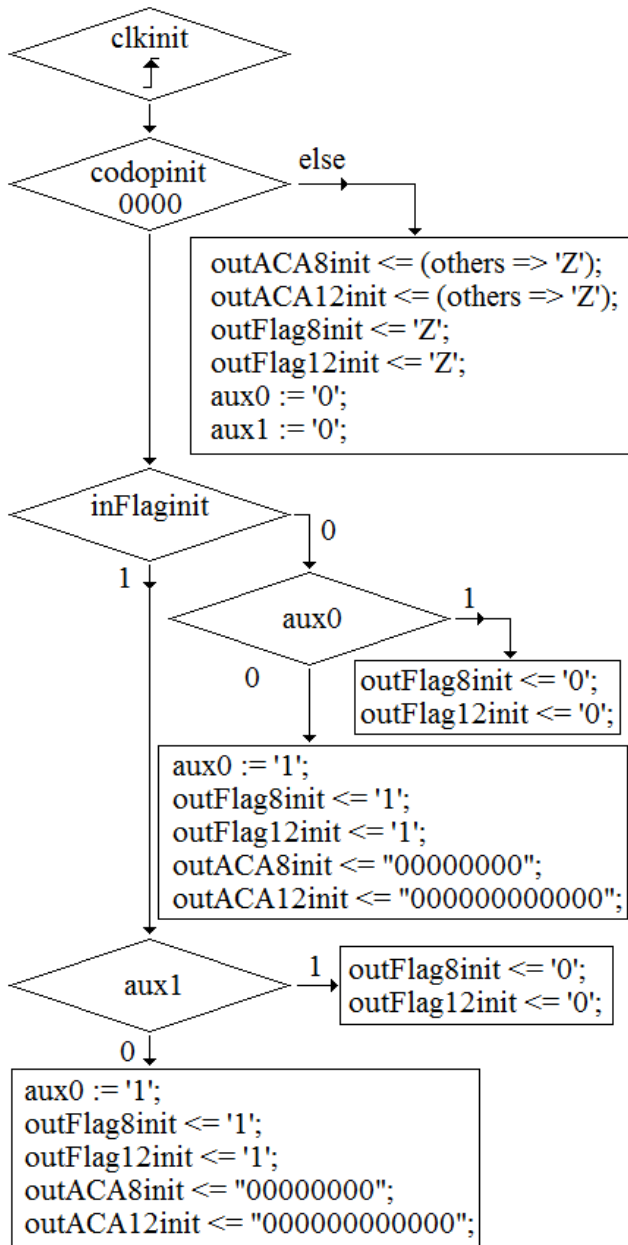 clkinit
codopinit
0000
else
outACA8init <= (others => 'Z');
outACA12init <= (others => 'Z');
outFlag8init <= 'Z';
outFlag12init <= 'Z';
aux0 := '0';
aux1 := '0';
inFlaginit
0
1
aux0
1
0
outFlag8init <= '0';
outFlag12init <= '0';
aux0 := '1';
outFlag8init <= '1';
outFlag12init <= '1';
outACA8init <= "00000000";
outACA12init <= "000000000000";
aux1
1
outFlag8init <= '0';
outFlag12init <= '0';
0
aux0 := '1';
outFlag8init <= '1';
outFlag12init <= '1';
outACA8init <= "00000000";
outACA12init <= "000000000000";